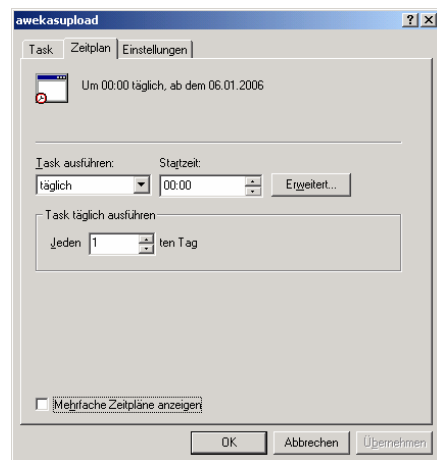 awekasupload
Task Zeitplan Einstellungen
Um 00:00 täglich, ab dem 06.01.2006
Task ausführen: Startzeit:
täglich 00:00 Erweitert...
Task täglich ausführen
Jeden 1 ten Tag
Mehrfache Zeitpläne anzeigen
OK Abbrechen Übernehmen